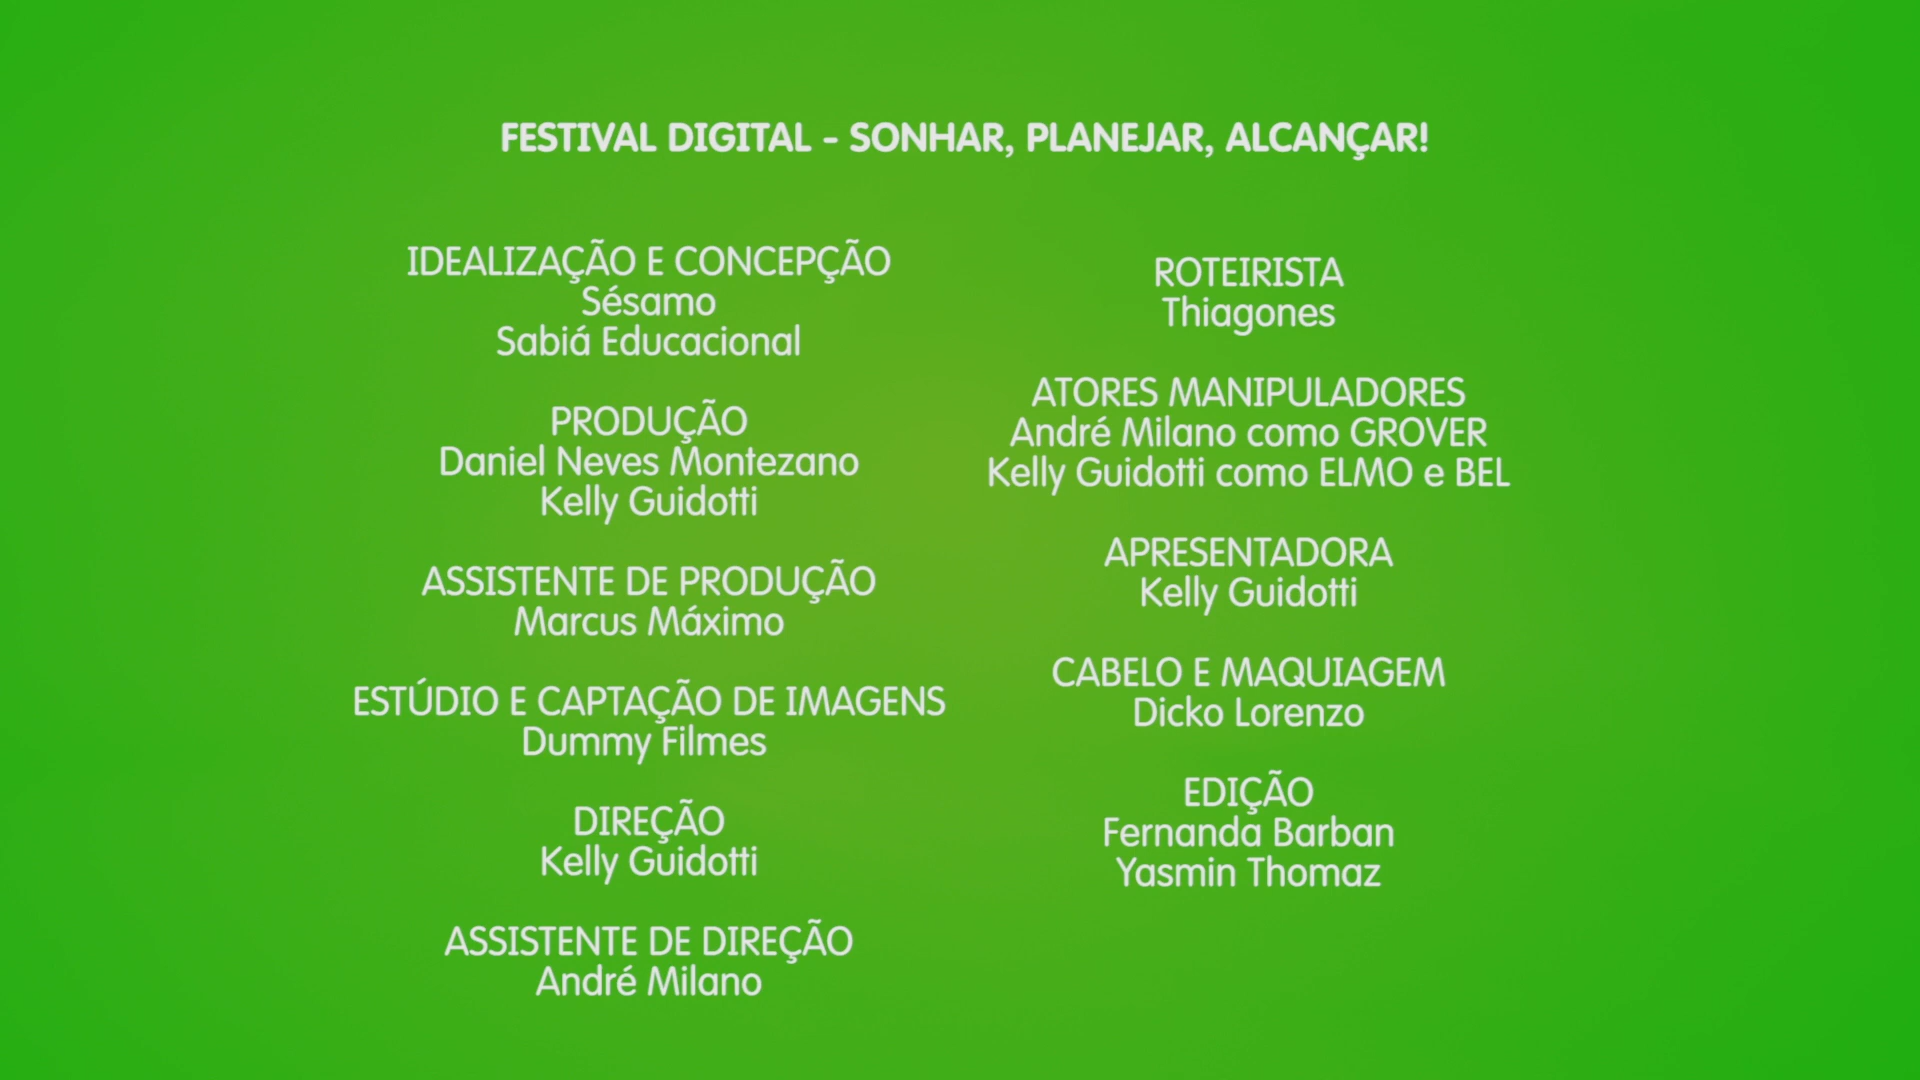 FESTIVAL DIGITAL - SONHAR, PLANEJAR, ALCANÇAR!
IDEALIZAÇÃO E CONCEPÇÃO
Sésamo
Sabiá Educacional
PRODUÇÃO
Daniel Neves Montezano
Kelly Guidotti
ASSISTENTE DE PRODUÇÃO
Marcus Máximo
ESTÚDIO E CAPTAÇÃO DE IMAGENS
Dummy Filmes
DIREÇÃO
Kelly Guidotti
ASSISTENTE DE DIREÇÃO
André Milano
ROTEIRISTA
Thiagones
ATORES MANIPULADORES
André Milano como GROVER
Kelly Guidotti como ELMO e BEL
APRESENTADORA
Kelly Guidotti
CABELO E MAQUIAGEM
Dicko Lorenzo
EDIÇÃO
Fernanda Barban
Yasmin Thomaz